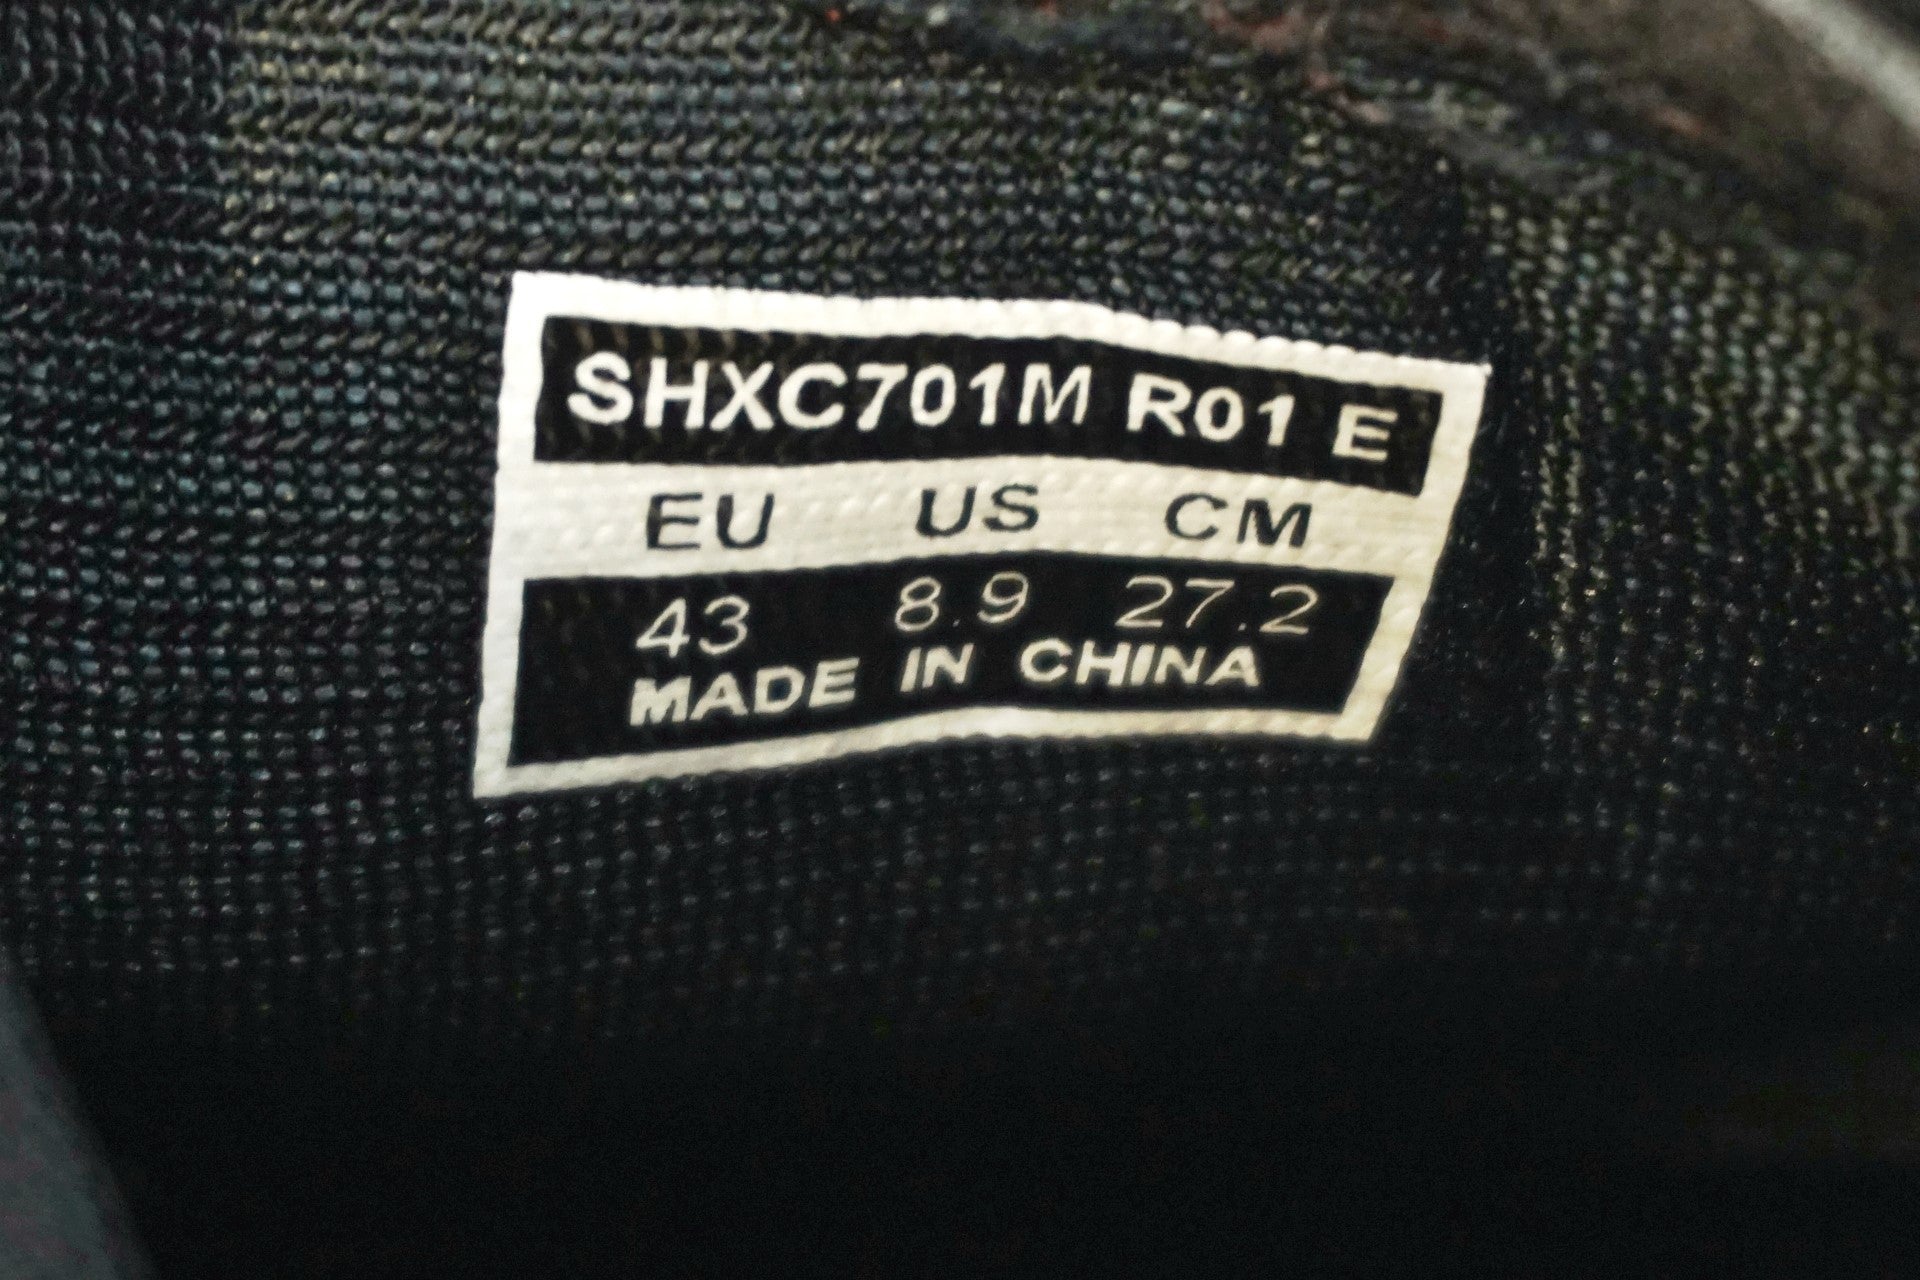 SHXC701M R01 E
EU US CM
43 8.9 27.2
MADE IN CHINA